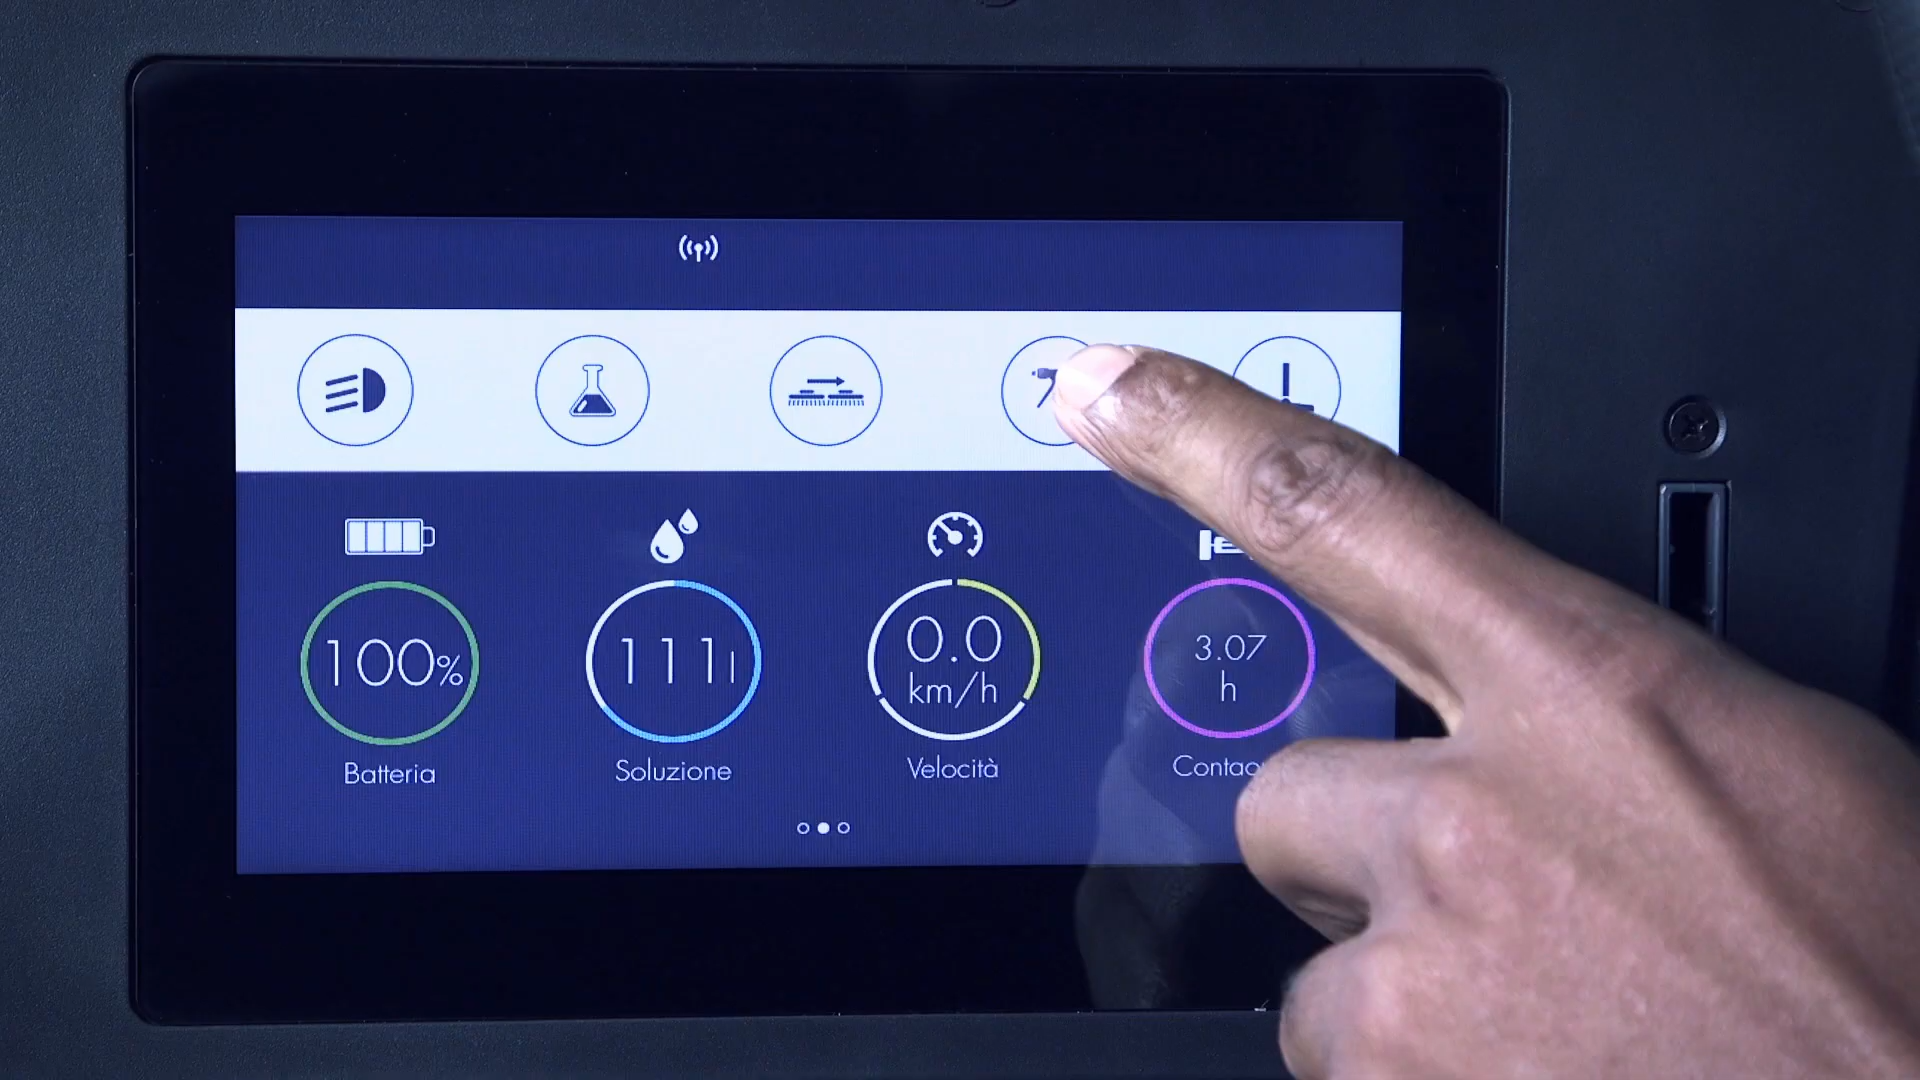 100%
111 l
0.0
km/h
3.07
h
Batteria
Soluzione
Velocità